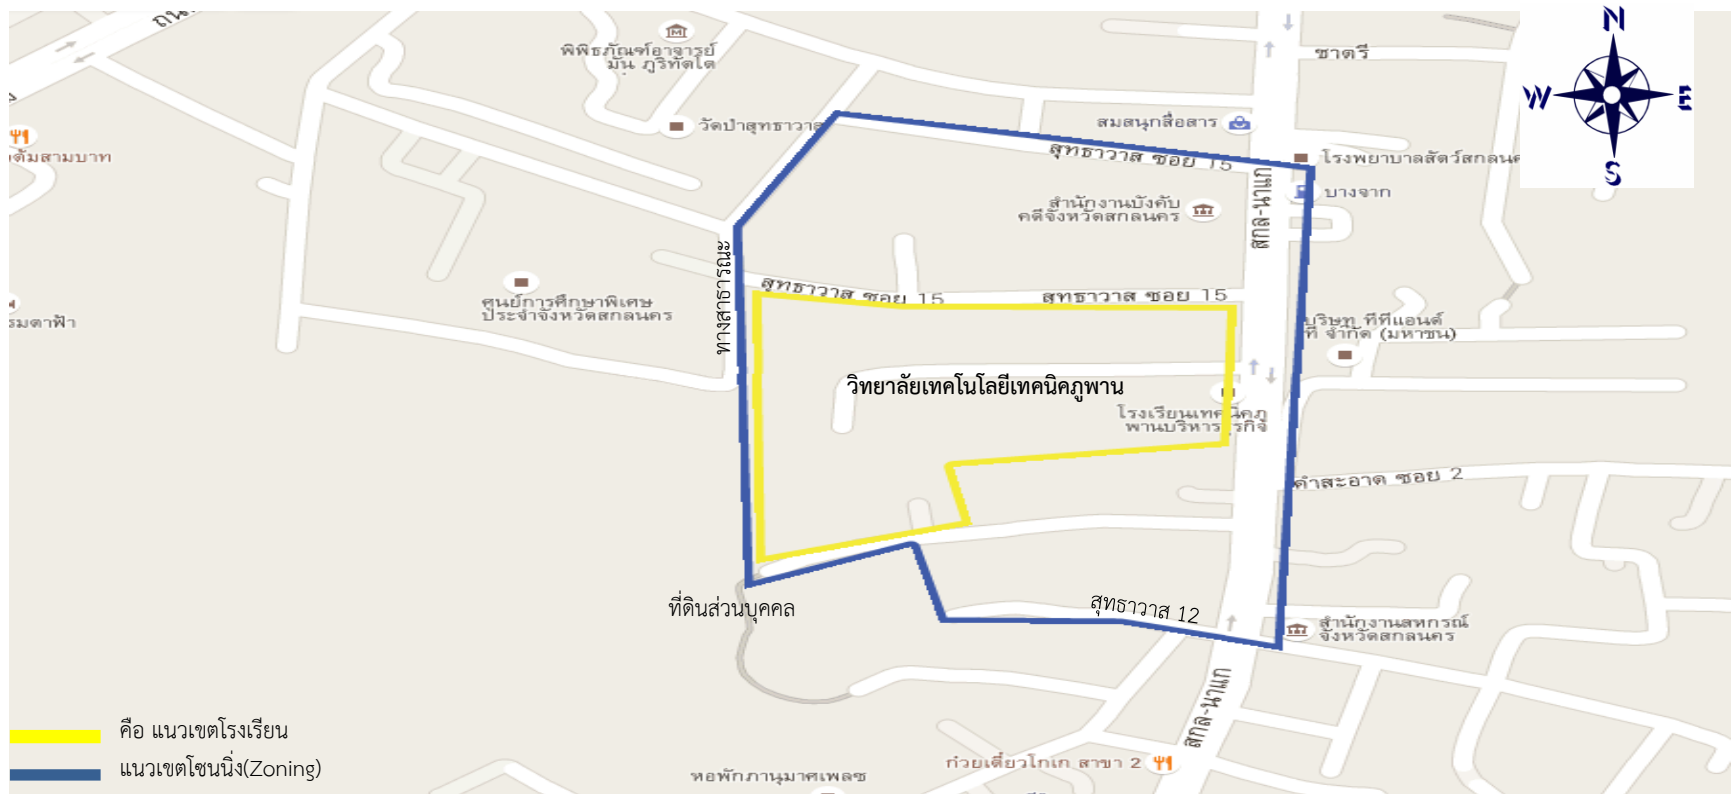 N
W
E
S
ชาตรี
พิพิธภัณฑ์อาจารย์
มั่น ภูริทัตโต
สมสนุกสื่อสาร
วัดป่าสุทธาวาส
สุทธาวาส ซอย 15
โรงพยาบาลสัตว์สกลนค
บางจาก
สามบาท
สำนักงานบังคับ
คดีจังหวัดสกลนคร
สกล-นาแก
ทางสาธารณะ
ศูนย์การศึกษาพิเศษ
ประจำจังหวัดสกลนคร
สุทธาวาส ซอย 15
สุทธาวาส ซอย 15
บริษัท ทีทีแอนด์
ที จำกัด (มหาชน)
รมดาฟ้า
วิทยาลัยเทคโนโลยีเทคนิคภูพาน
โรงเรียนเทคนิคภู
พานบริหารธุรกิจ
คำสะอาด ซอย 2
ที่ดินส่วนบุคคล
สุทธาวาส 12
สำนักงานสหกรณ์
จังหวัดสกลนคร
สกล-นาแก
คือ แนวเขตโรงเรียน
แนวเขตโซนนิ่ง(Zoning)
ก๋วยเตี๋ยวโกเก สาขา 2
หอพักภานุมาศเพลซ